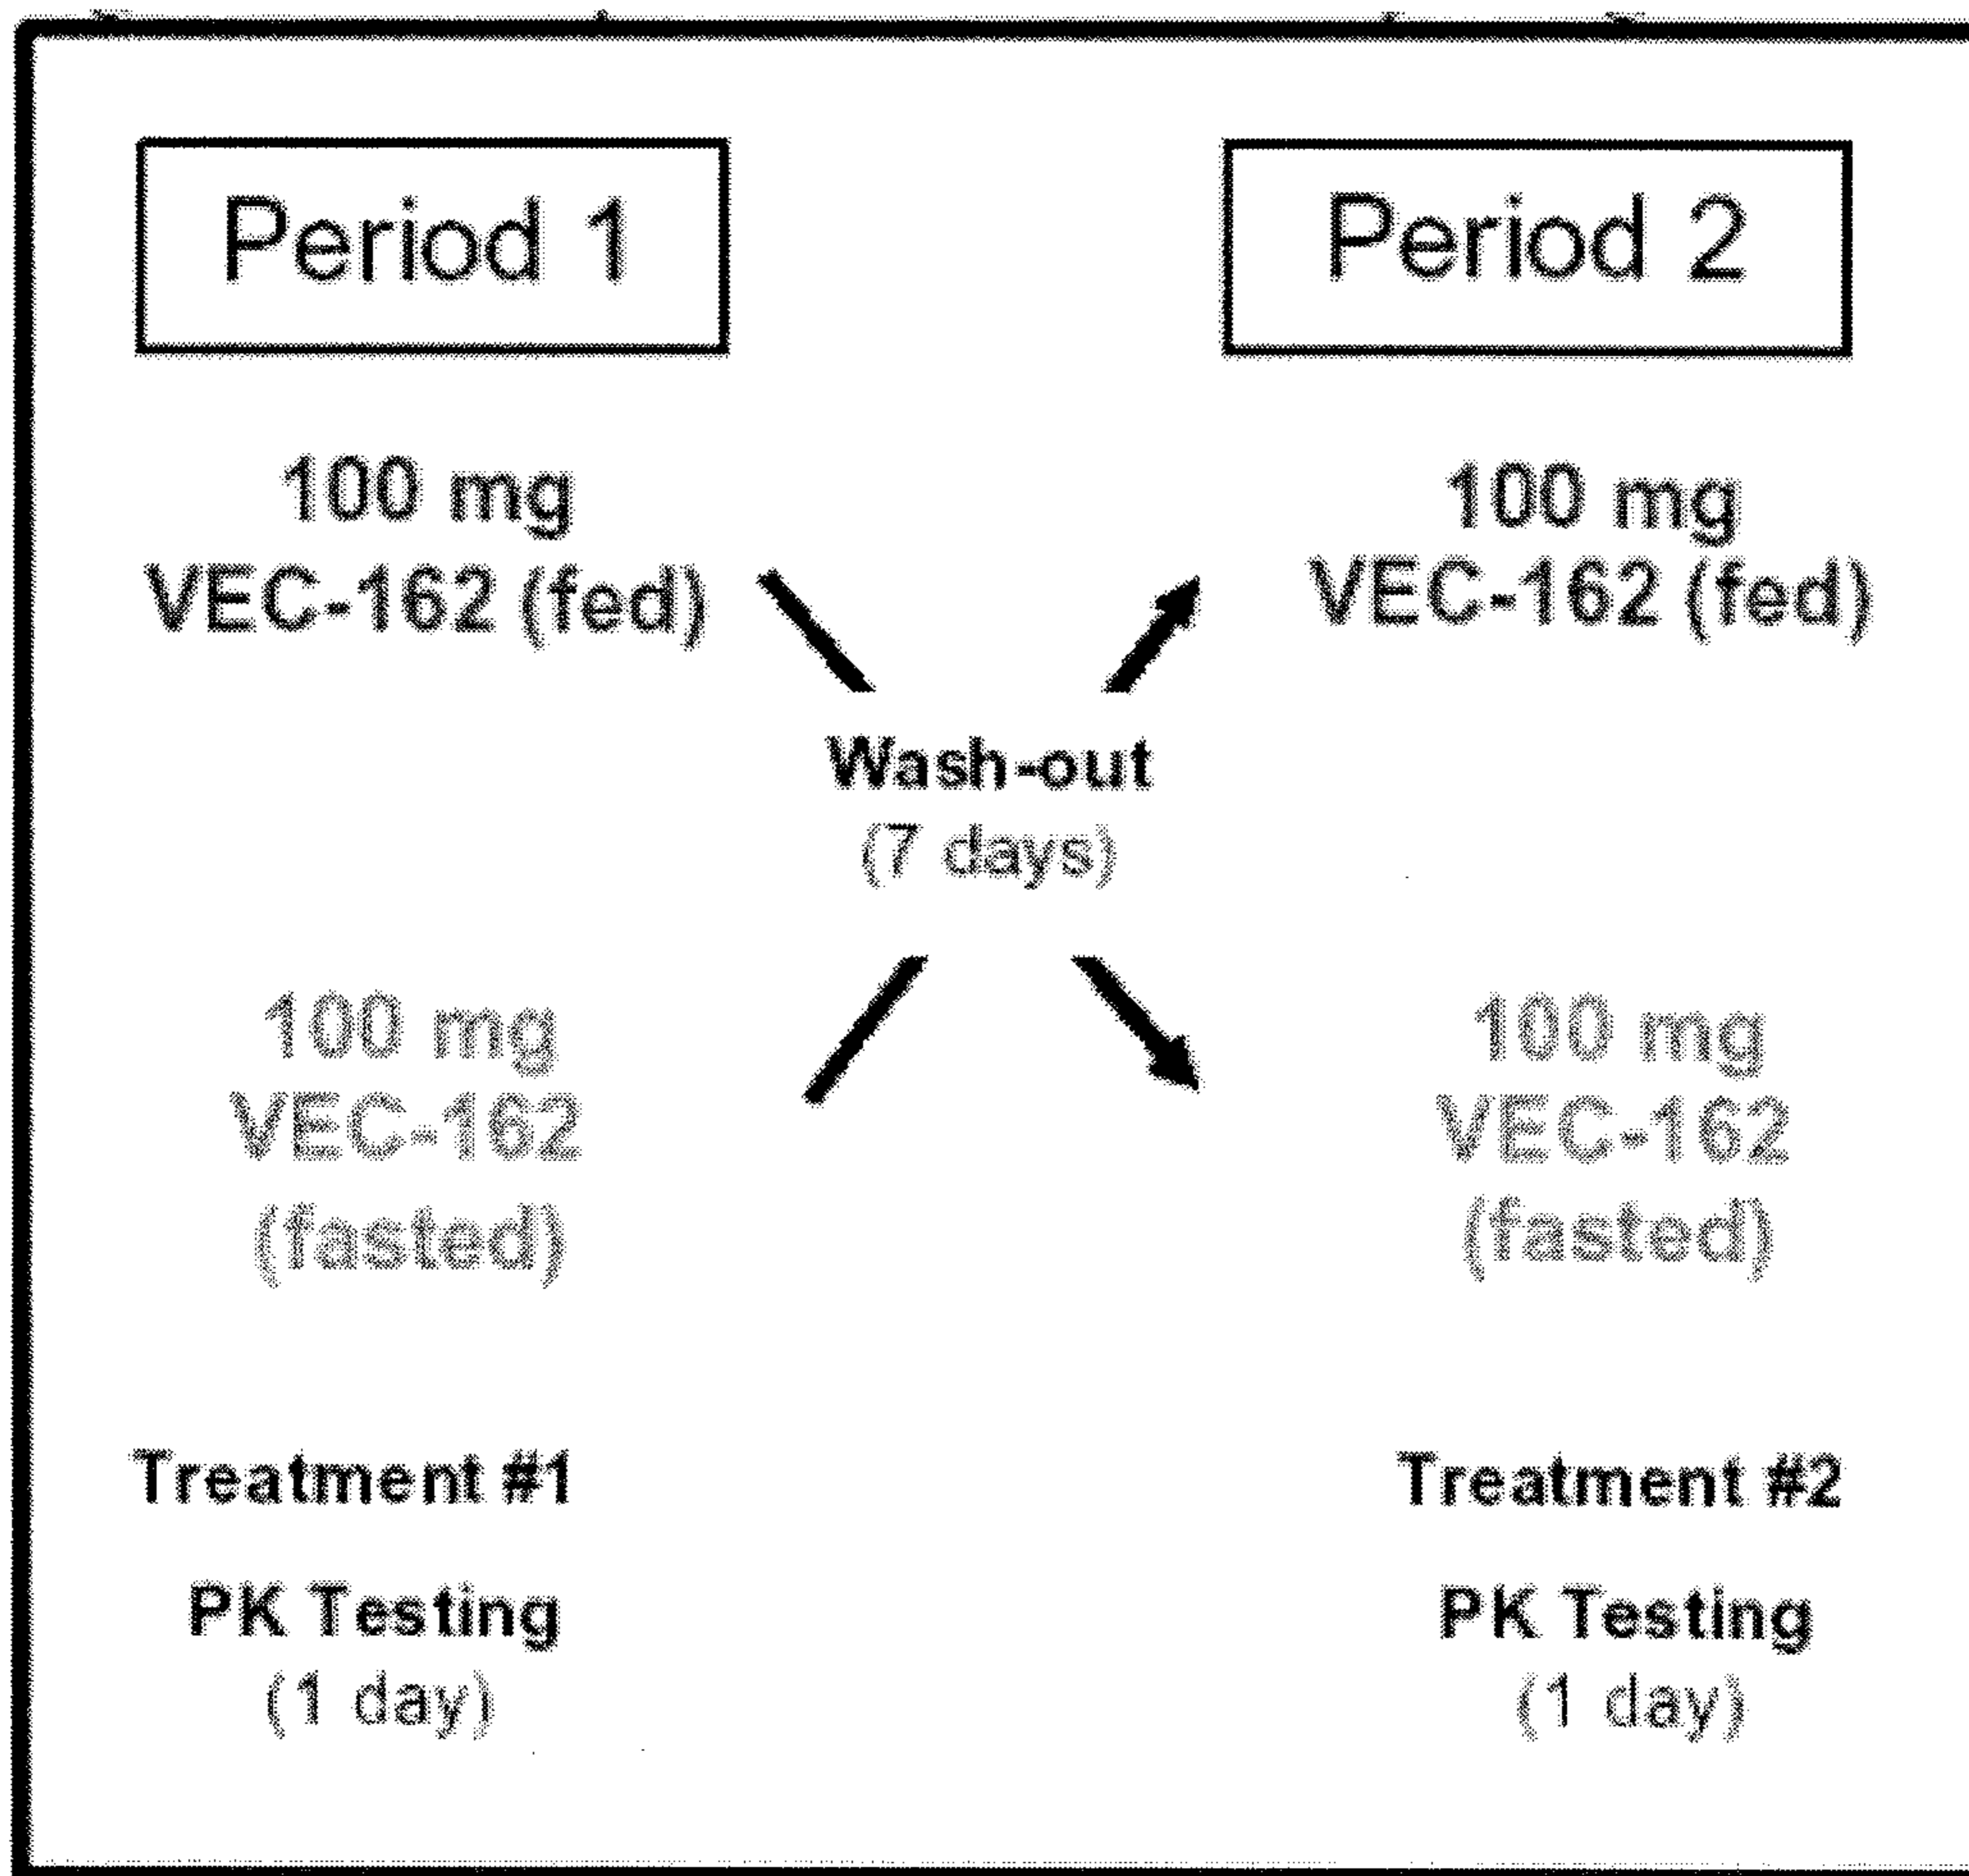 Period 1
Period 2
100 mg
VEC-162 (fed)
100 mg
VEC-162 (fed)
Wash-out
(7 days)
100 mg
VEC-162
(fasted)
100 mg
VEC-162
(fasted)
Treatment #1
PK Testing
(1 day)
Treatment #2
PK Testing
(1 day)